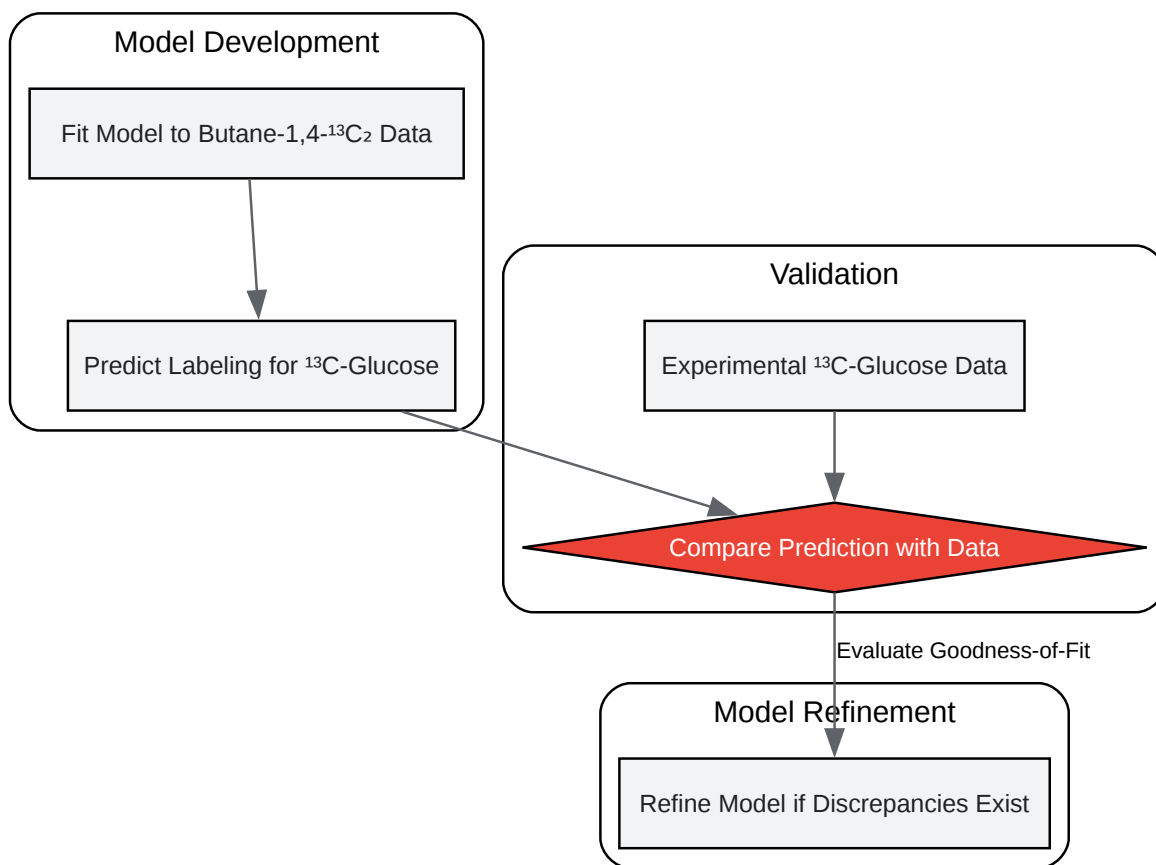 Model Development
Fit Model to Butane-1,4-¹³C₂ Data
Predict Labeling for ¹³C-Glucose
Validation
Experimental ¹³C-Glucose Data
Compare Prediction with Data
Evaluate Goodness-of-Fit
Model Refinement
Refine Model if Discrepancies Exist